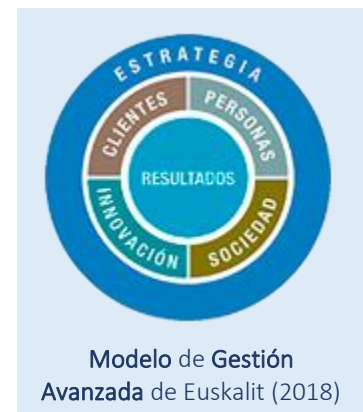 ESTRATEGIA
CLIENTES
PERSONAS
RESULTADOS
INNOVACIÓN
SOCIEDAD
Modelo de Gestión
Avanzada de Euskalit (2018)